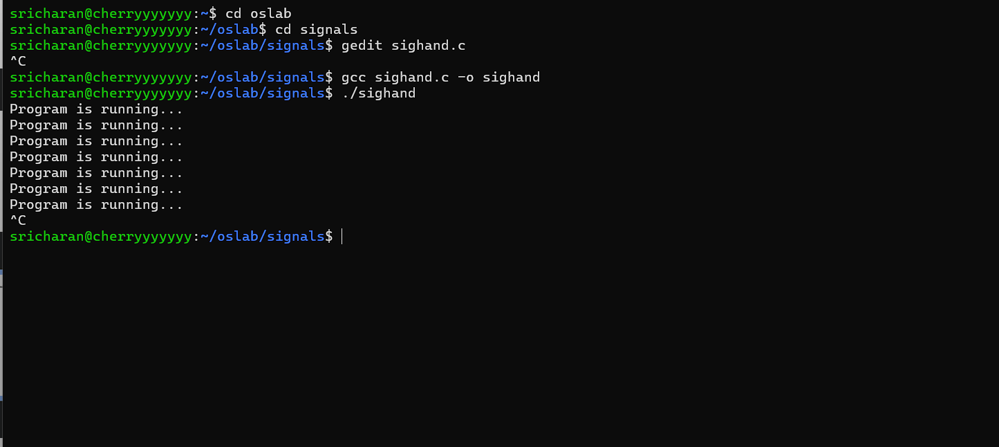 sricharan@cherryyyyyyy:~$ cd oslab
sricharan@cherryyyyyyy:~/oslab$ cd signals
sricharan@cherryyyyyyy:~/oslab/signals$ gedit sighand.c
^C
sricharan@cherryyyyyyy:~/oslab/signals$ gcc sighand.c -o sighand
sricharan@cherryyyyyyy:~/oslab/signals$ ./sighand
Program is running...
Program is running...
Program is running...
Program is running...
Program is running...
Program is running...
Program is running...
^C
sricharan@cherryyyyyyy:~/oslab/signals$